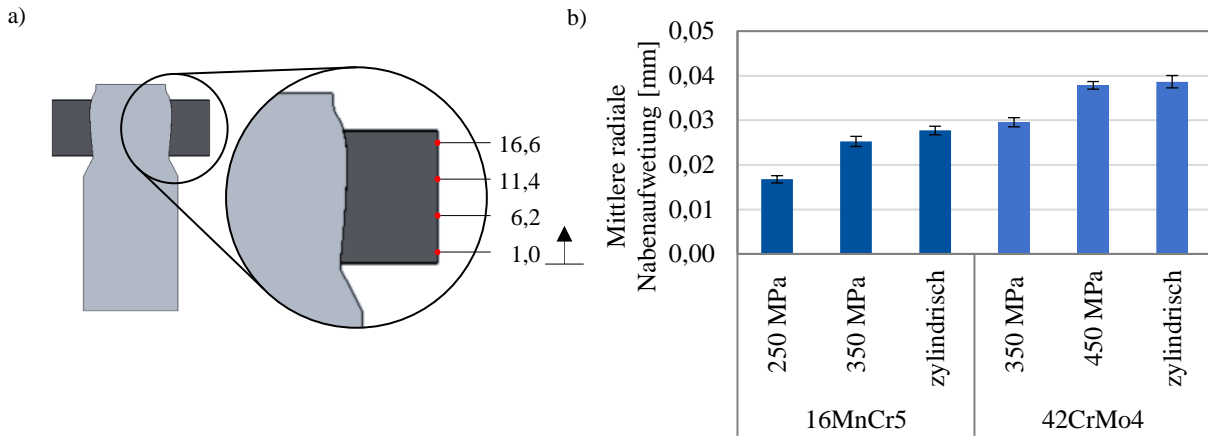 a)
16,6
11,4
6,2
1,0
b)
Mittlere radiale
Nabenaufwetiung [mm]
0,05
0,04
0,03
0,02
0,01
0,00
250 MPa
350 MPa
zylindrisch
350 MPa
450 MPa
zylindrisch
16MnCr5
42CrMo4